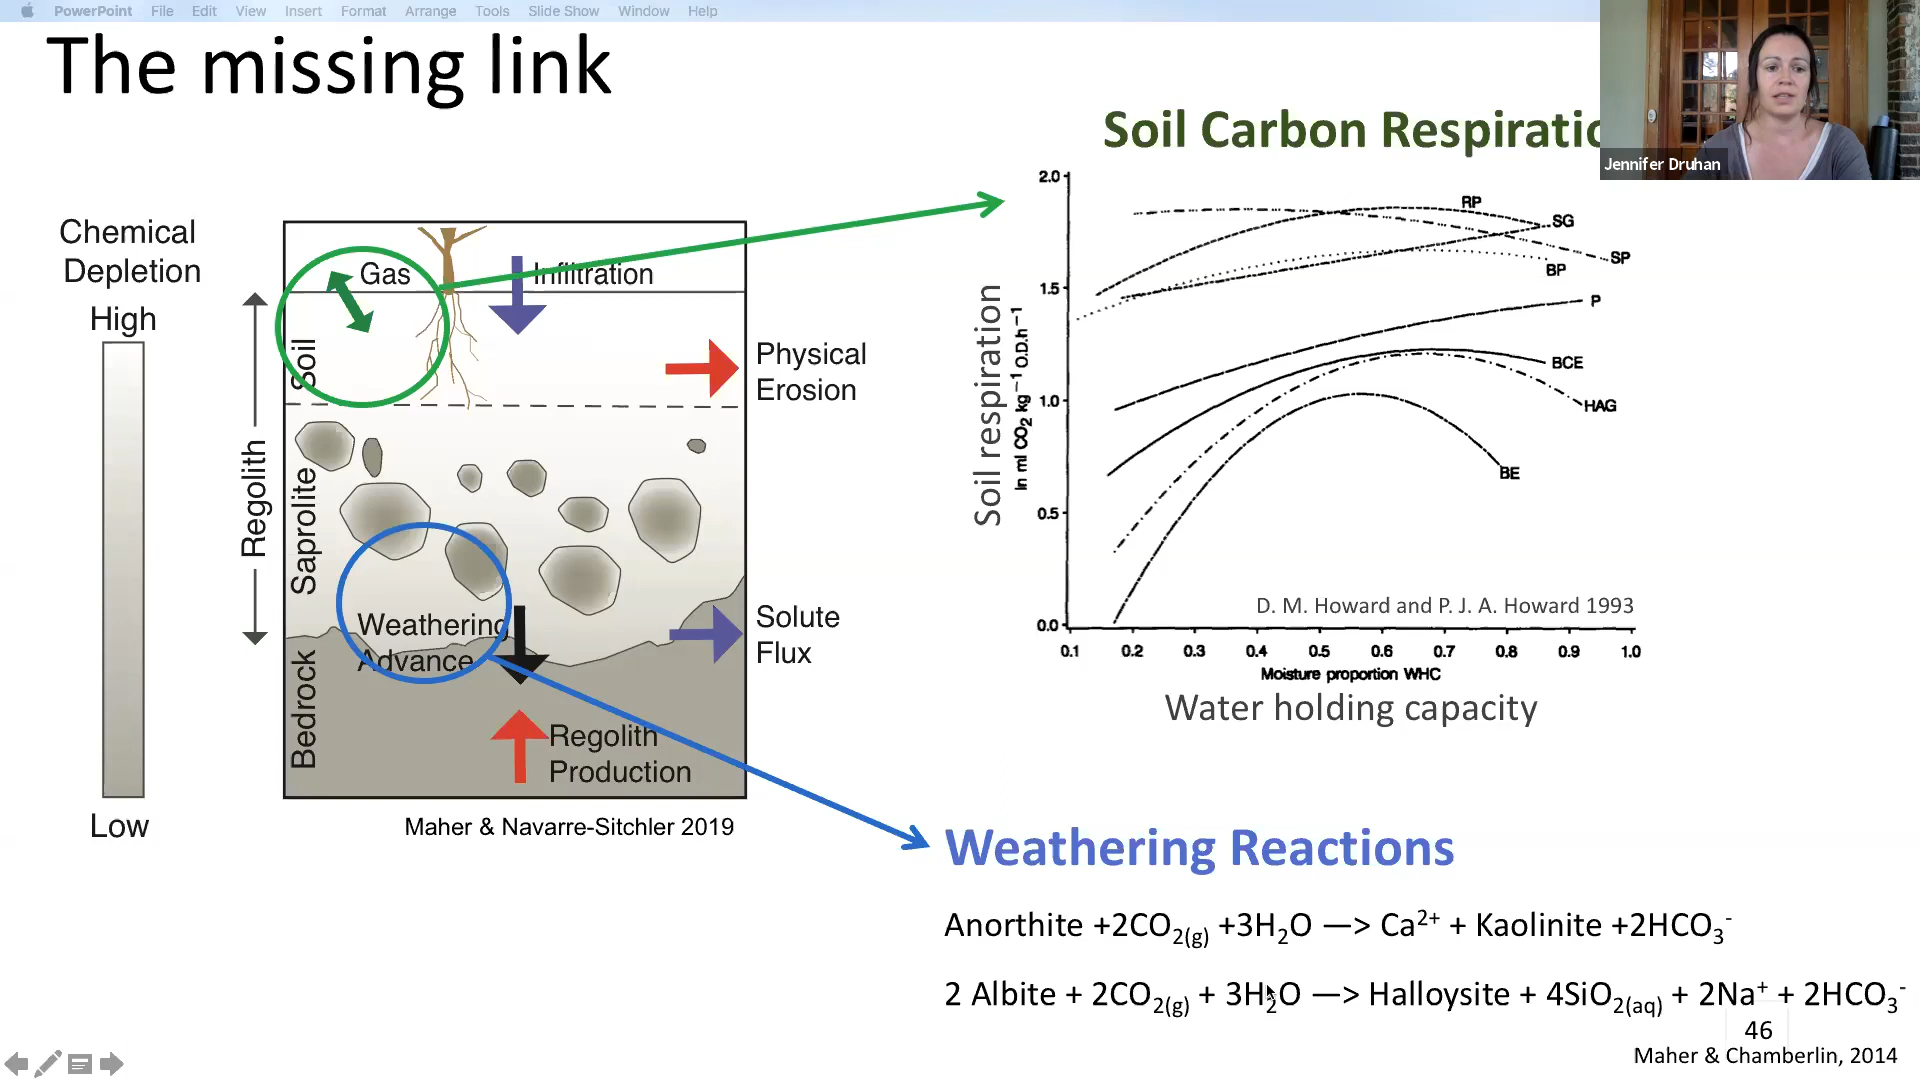 PowerPoint File Edit View Insert Format Arrange Tools Slide Show Window Help
The missing link
Jennifer Druhan
Chemical
Depletion
High
Low
Regolith
Soil
Saprolite
Bedrock
Gas
Infiltration
Physical
Erosion
Weathering
Advance
Solute
Flux
Regolith
Production
Maher & Navarre-Sitchler 2019
Soil Carbon Respiratio
Soil respiration
ln ml CO2 kg−1 O.D.h−1
2.0
1.5
1.0
0.5
0.0
RP
SG
SP
BP
P
BCE
HAG
BE
D. M. Howard and P. J. A. Howard 1993
0.1 0.2 0.3 0.4 0.5 0.6 0.7 0.8 0.9 1.0
Moisture proportion WHC
Water holding capacity
Weathering Reactions
Anorthite +2CO2(g) +3H2O —> Ca2+ + Kaolinite +2HCO3-
2 Albite + 2CO2(g) + 3H2O —> Halloysite + 4SiO2(aq) + 2Na+ + 2HCO3-
46
Maher & Chamberlin, 2014